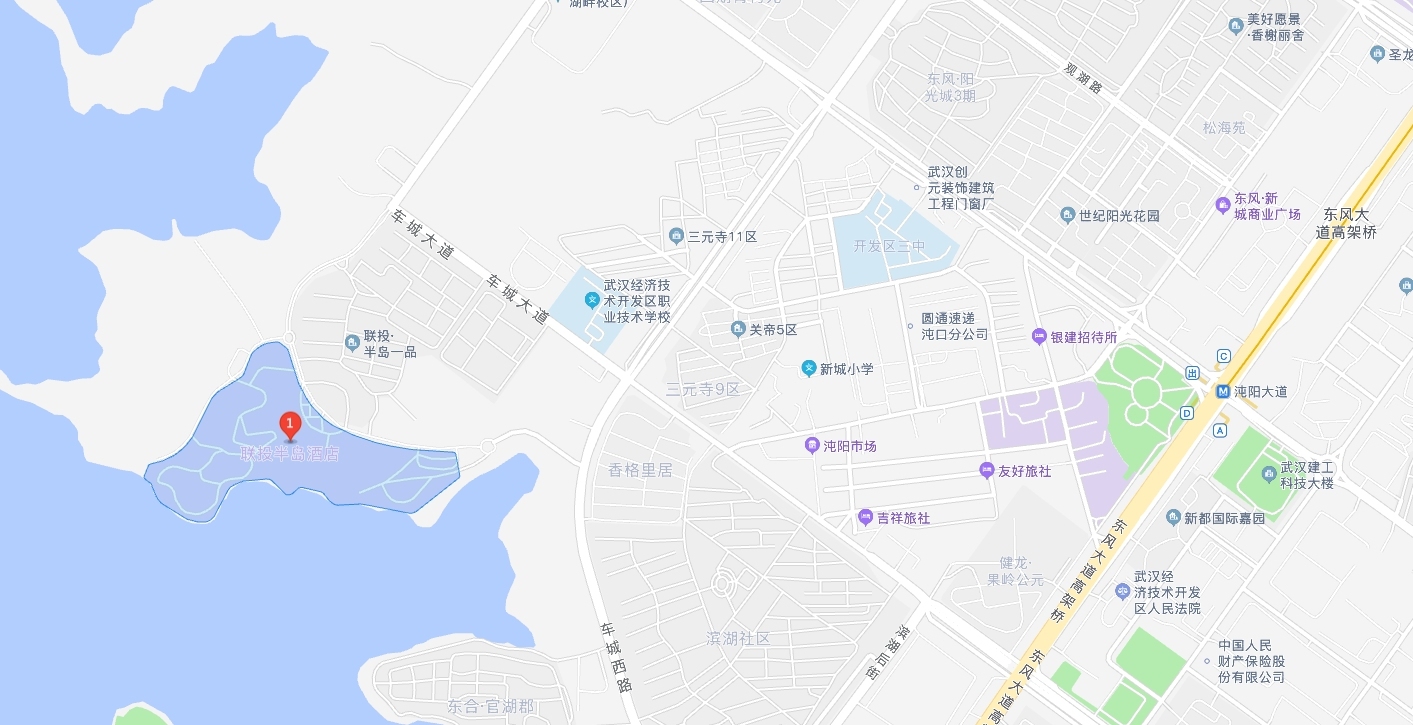 湖畔校区厂
美好愿景
·香榭丽舍
圣龙
观湖路
东风·阳
光城3期
松海苑
武汉创
元装饰建筑
工程门窗厂
世纪阳光花园
东风·新
城商业广场
东风大
道高架桥
车城大道
车城大道
三元寺11区
开发区三中
武汉经济技
术开发区职
业技术学校
联投·
半岛一品
关帝5区
圆通速递
沌口分公司
银建招待所
新城小学
三元寺9区
C
出
M
沌阳大道
D
A
1
联投半岛酒店
香格里居
沌阳市场
友好旅社
武汉建工
科技大楼
吉祥旅社
新都国际嘉园
东风大道高架桥
健龙·
果岭公元
武汉经
济技术开发
区人民法院
滨湖社区
车城西路
滨湖后街
中国人民
财产保险股
份有限公司
东风大道高
东合·官湖郡